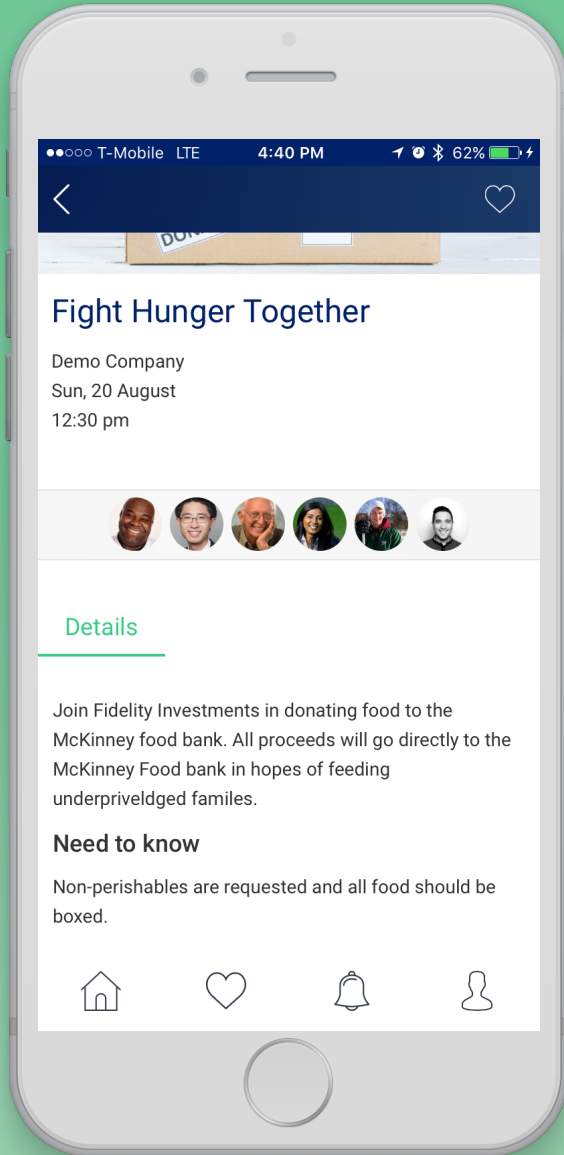 T-Mobile LTE 4:40 PM 62%
Fight Hunger Together
Demo Company
Sun, 20 August
12:30 pm
Details
Join Fidelity Investments in donating food to the
McKinney food bank. All proceeds will go directly to the
McKinney Food bank in hopes of feeding
underpriveldged familes.
Need to know
Non-perishables are requested and all food should be
boxed.